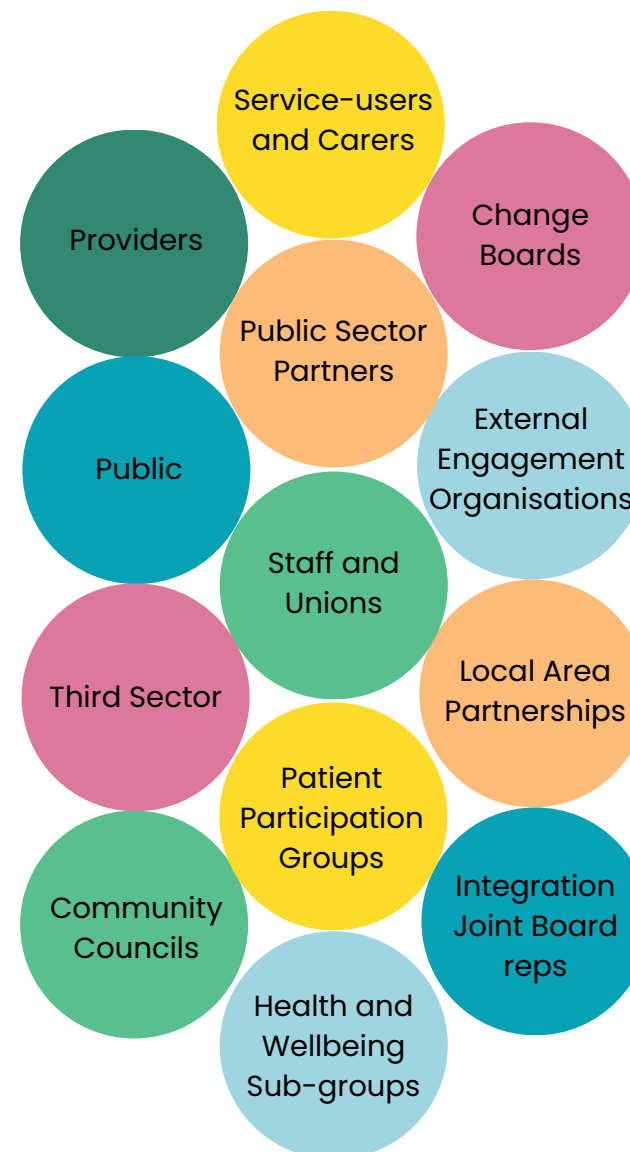 Service-users
and Carers
Providers
Change
Boards
Public Sector
Partners
Public
External
Engagement
Organisations
Staff and
Unions
Third Sector
Local Area
Partnerships
Patient
Participation
Groups
Community
Councils
Integration
Joint Board
reps
Health and
Wellbeing
Sub-groups